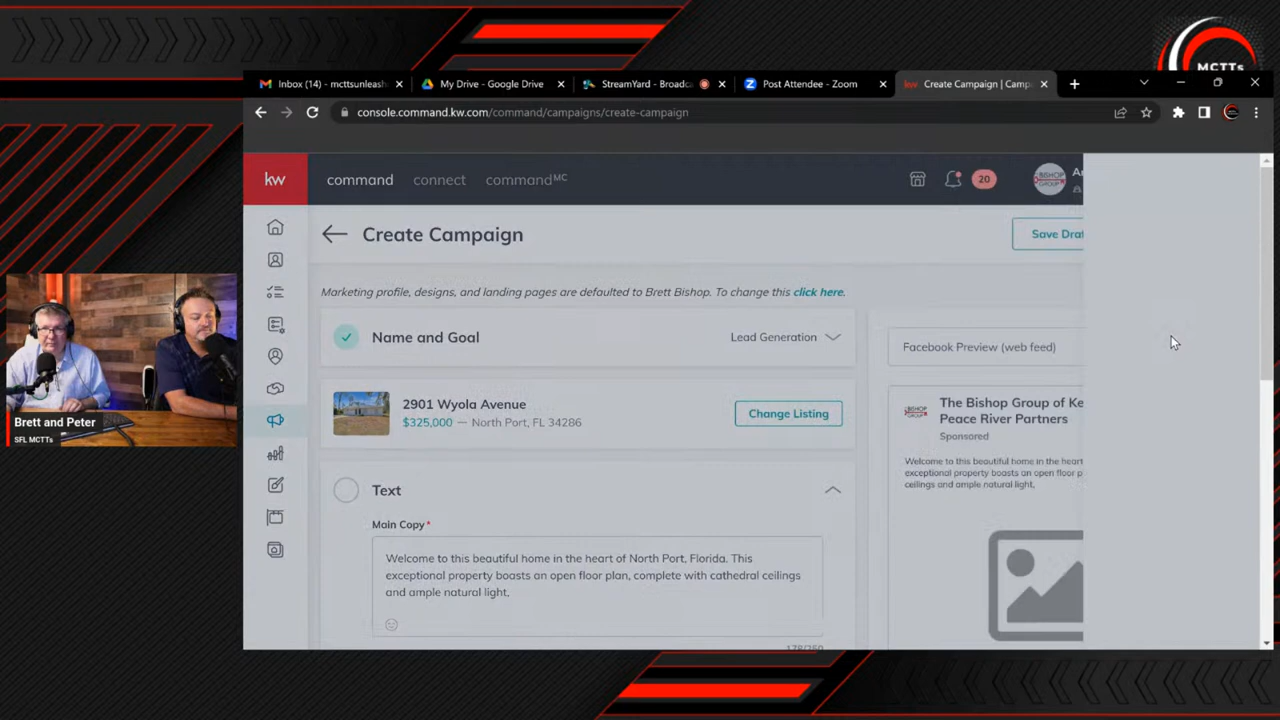 MCTTs
Inbox (14) - mcttsunleash
My Drive - Google Drive
StreamYard - Broadc
Post Attendee - Zoom
Create Campaign | Camp
console.command.kw.com/command/campaigns/create-campaign
kw
command
connect
commandMC
20
Create Campaign
Save Draf
Marketing profile, designs, and landing pages are defaulted to Brett Bishop. To change this click here.
Name and Goal
Lead Generation
Facebook Preview (web feed)
2901 Wyola Avenue
$325,000 — North Port, FL 34286
Change Listing
The Bishop Group of Ke
Peace River Partners
Sponsored
Welcome to this beautiful home in the heart
exceptional property boasts an open floor p
ceilings and ample natural light.
Text
Main Copy*
Welcome to this beautiful home in the heart of North Port, Florida. This
exceptional property boasts an open floor plan, complete with cathedral ceilings
and ample natural light.
178/250
Brett and Peter
SFL MCTTs